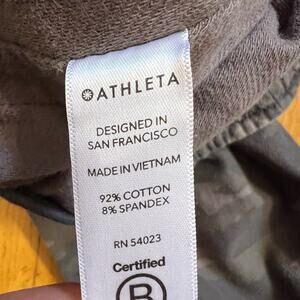 ATHLETA
DESIGNED IN
SAN FRANCISCO
MADE IN VIETNAM
92% COTTON
8% SPANDEX
RN 54023
Certified
B